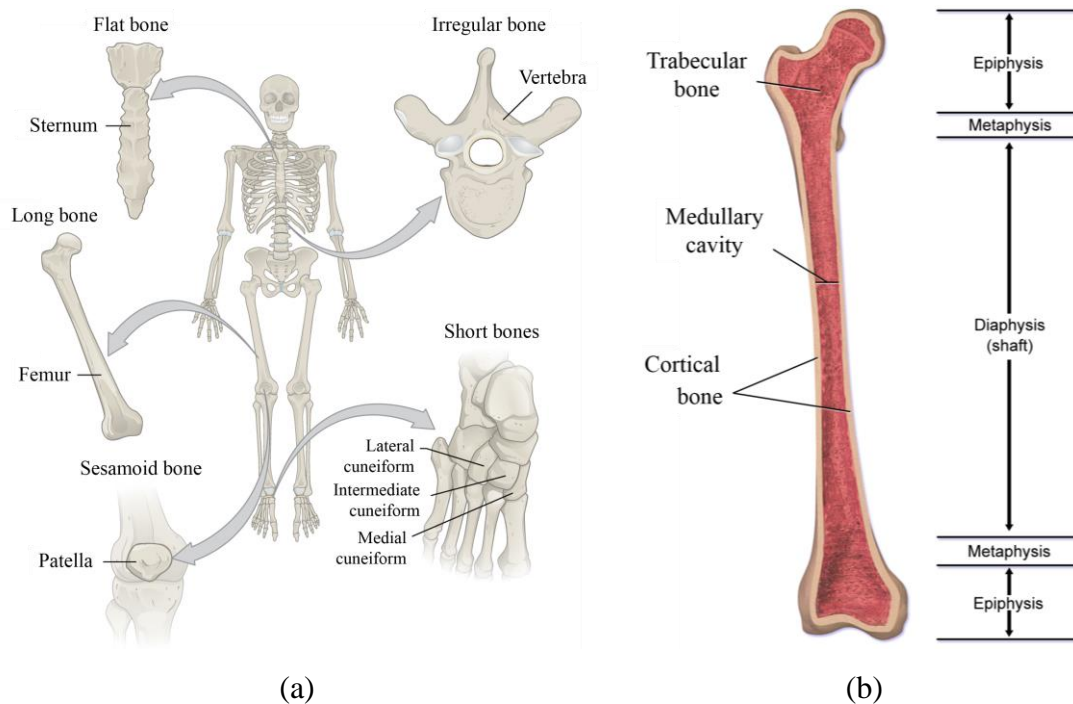 Flat bone
Sternum
Irregular bone
Vertebra
Long bone
Femur
Short bones
Lateral
cuneiform
Intermediate
cuneiform
Medial
cuneiform
Sesamoid bone
Patella
(a)
Trabecular
bone
Medullary
cavity
Cortical
bone
Epiphysis
Metaphysis
Diaphysis
(shaft)
Metaphysis
Epiphysis
(b)